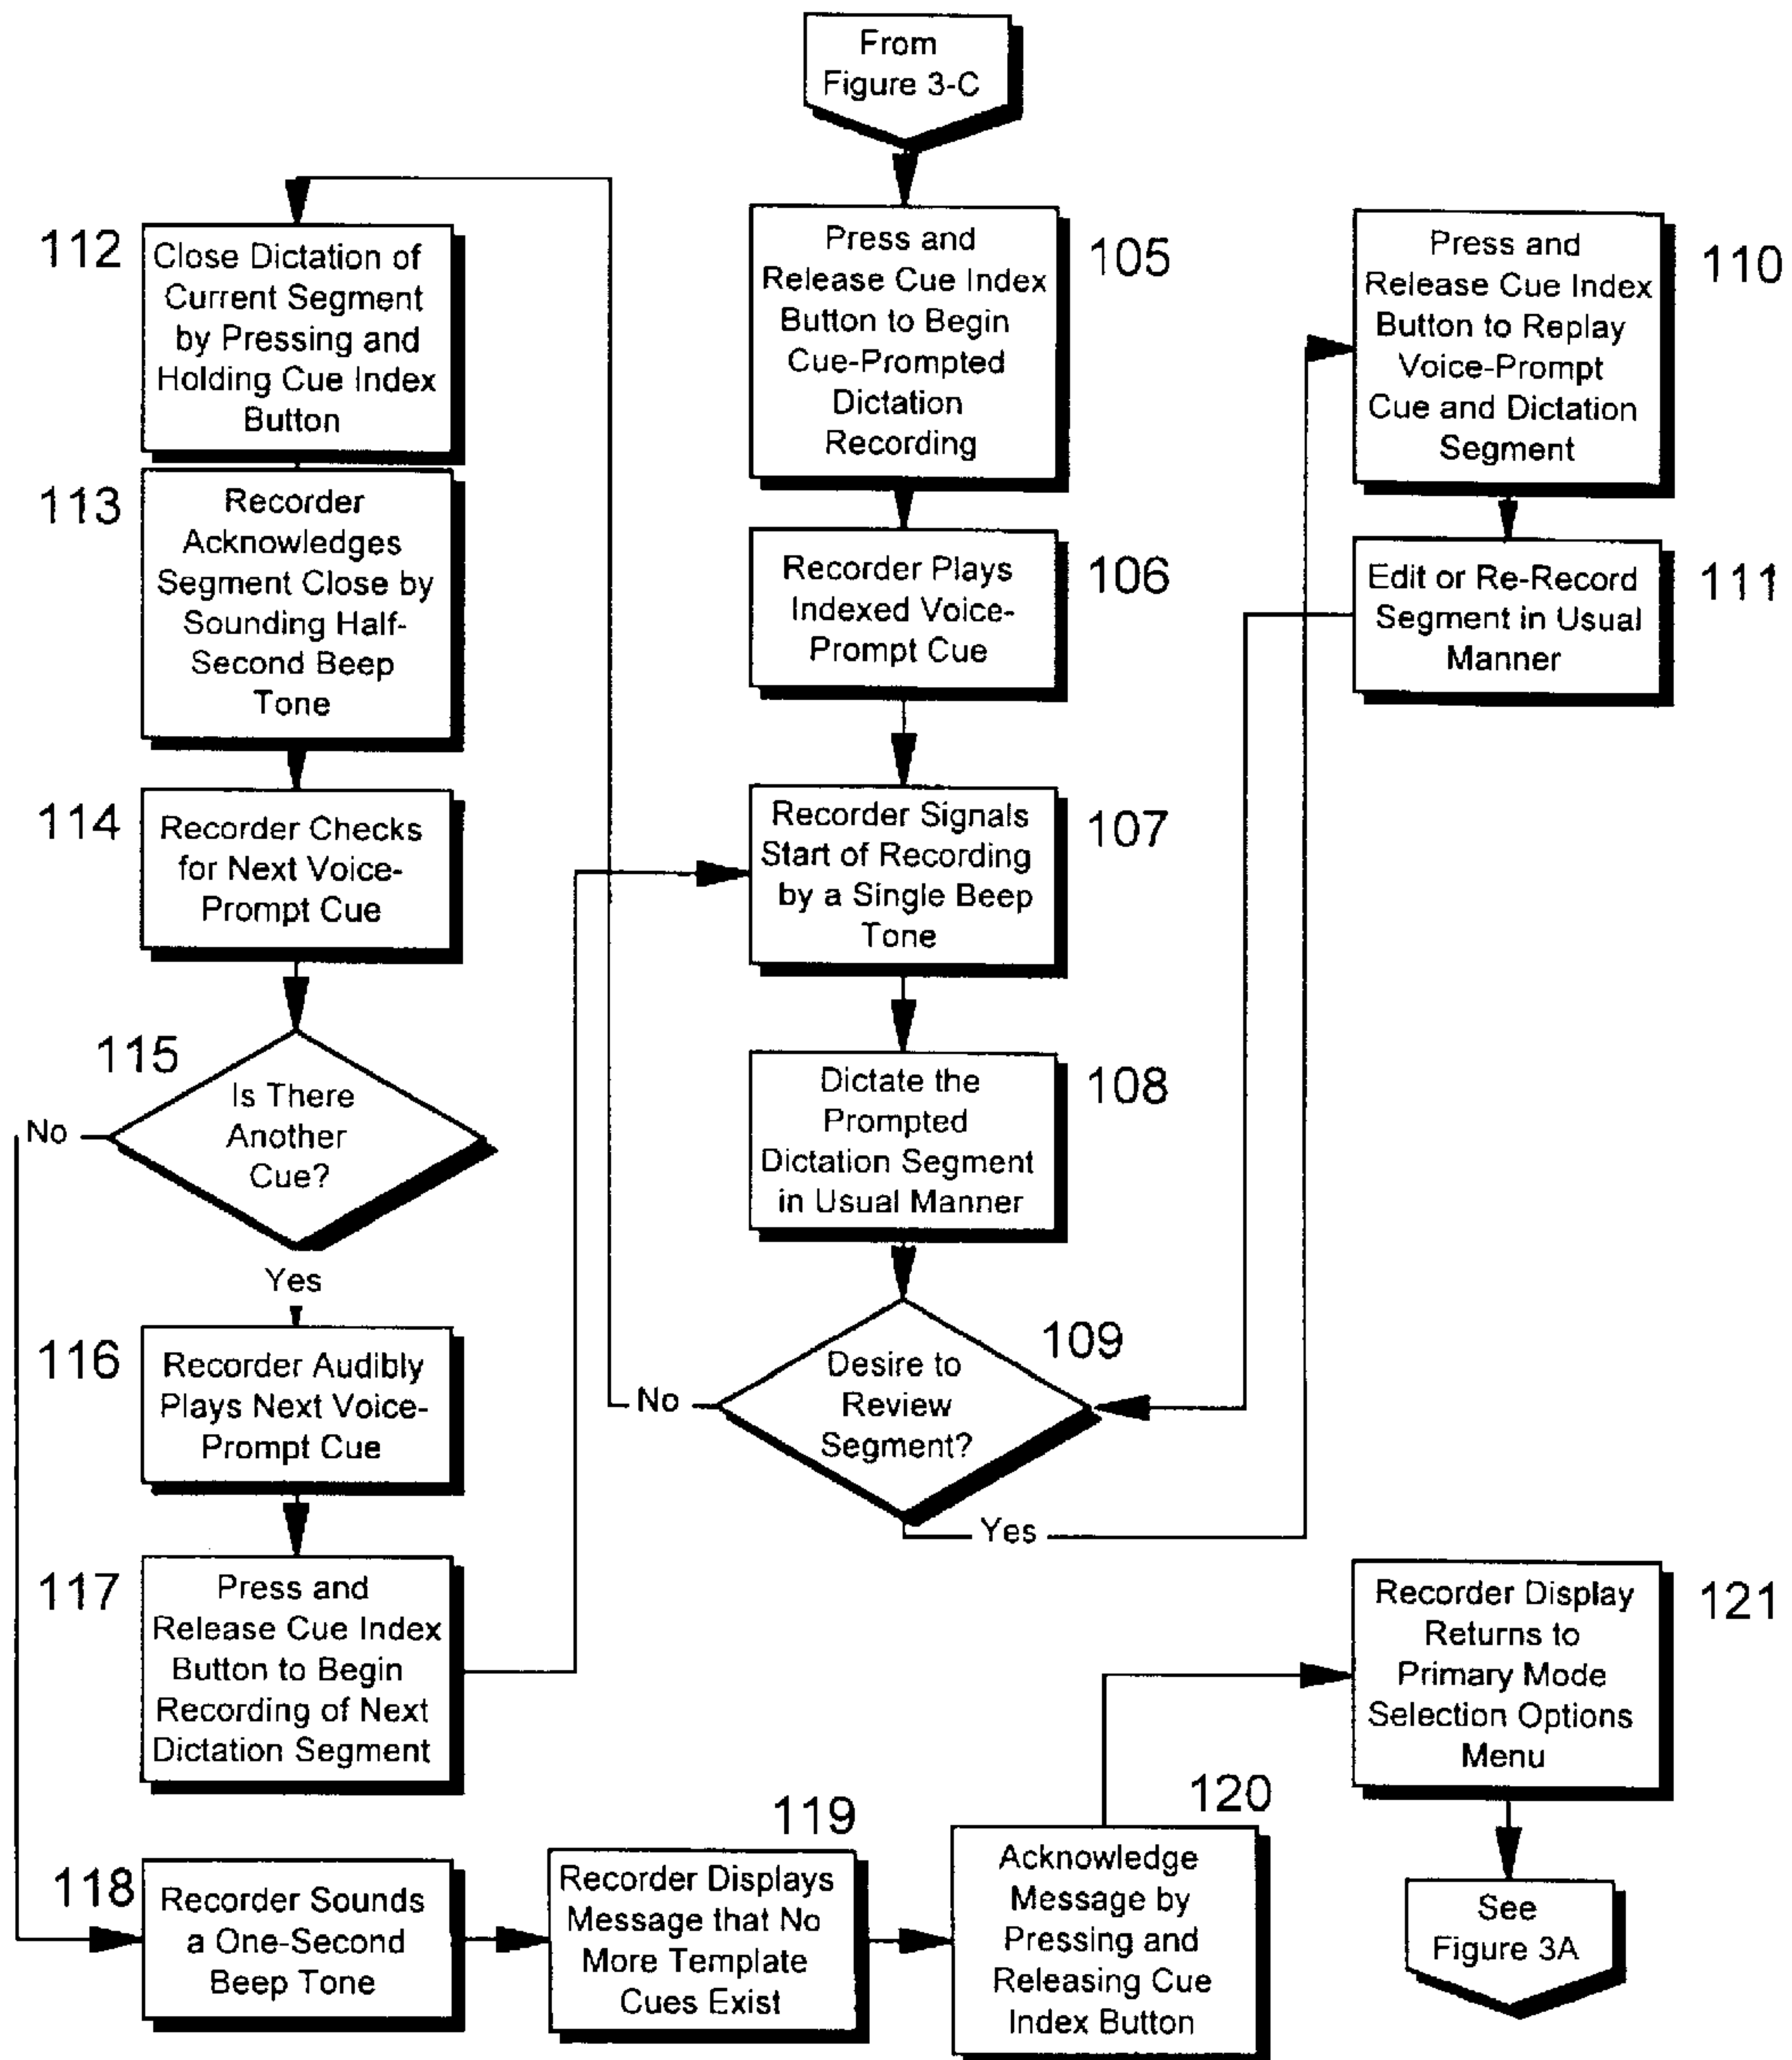 From
Figure 3-C
105
Press and
Release Cue Index
Button to Begin
Cue-Prompted
Dictation
Recording
106
Recorder Plays
Indexed Voice-
Prompt Cue
107
Recorder Signals
Start of Recording
by a Single Beep
Tone
108
Dictate the
Prompted
Dictation Segment
in Usual Manner
109
Desire to
Review
Segment?
No
Yes
110
Press and
Release Cue Index
Button to Replay
Voice-Prompt
Cue and Dictation
Segment
111
Edit or Re-Record
Segment in Usual
Manner
112
Close Dictation of
Current Segment
by Pressing and
Holding Cue Index
Button
113
Recorder
Acknowledges
Segment Close by
Sounding Half-
Second Beep
Tone
114
Recorder Checks
for Next Voice-
Prompt Cue
115
Is There
Another
Cue?
No
Yes
116
Recorder Audibly
Plays Next Voice-
Prompt Cue
117
Press and
Release Cue Index
Button to Begin
Recording of Next
Dictation Segment
118
Recorder Sounds
a One-Second
Beep Tone
119
Recorder Displays
Message that No
More Template
Cues Exist
120
Acknowledge
Message by
Pressing and
Releasing Cue
Index Button
121
Recorder Display
Returns to
Primary Mode
Selection Options
Menu
See
Figure 3A